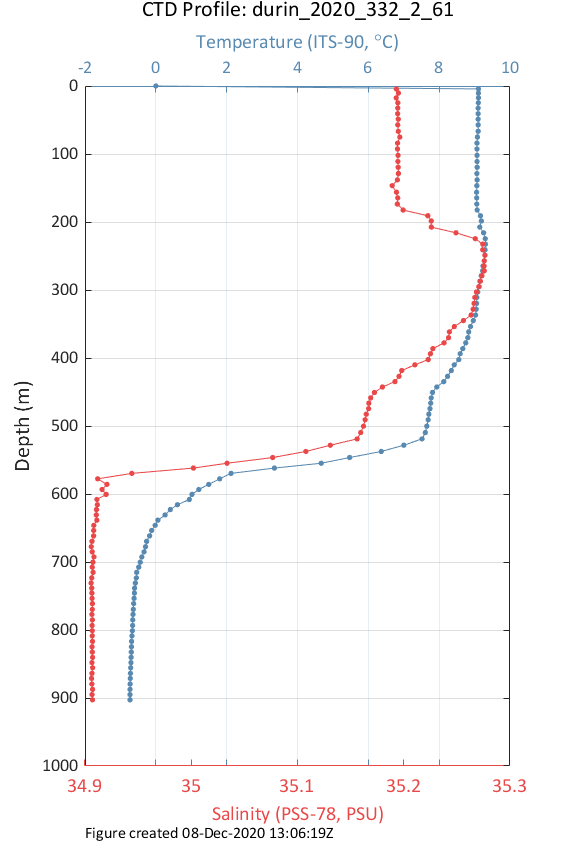 CTD Profile: durin_2020_332_2_61
Temperature (ITS-90, °C)
-2 0 2 4 6 8 10
0
100
200
300
400
500
600
700
800
900
1000
Depth (m)
34.9 35 35.1 35.2 35.3
Salinity (PSS-78, PSU)
Figure created 08-Dec-2020 13:06:19Z